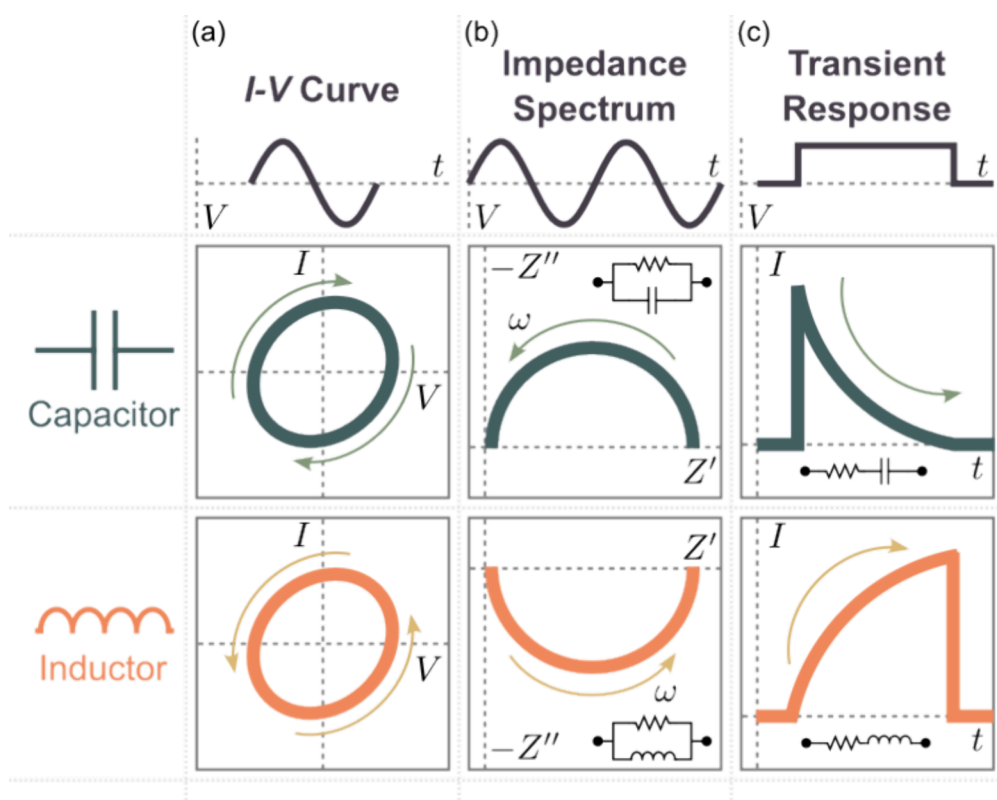 (a)
(b)
(c)
I-V Curve
Impedance
Spectrum
Transient
Response
t
V
t
V
t
V
Capacitor
I
V
−Z′′
ω
Z′
I
t
Inductor
I
V
Z′
ω
−Z′′
I
t